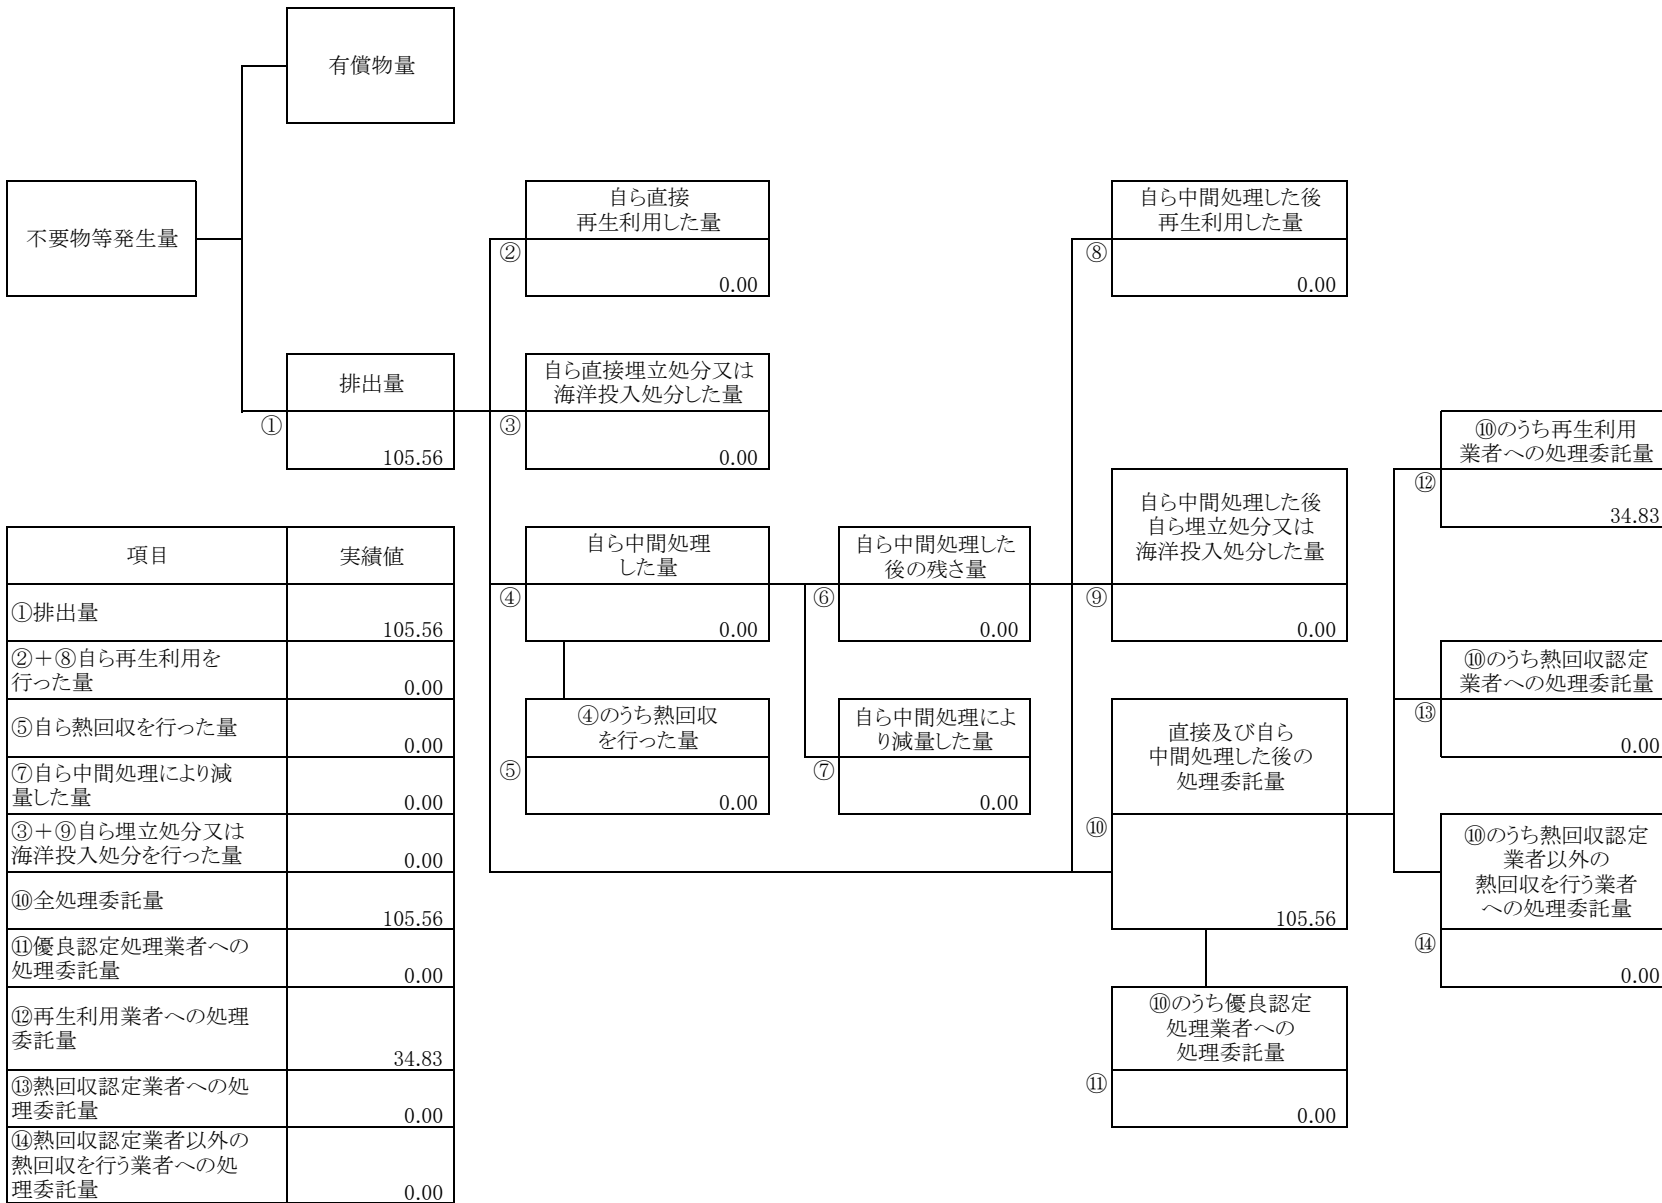 有償物量
不要物等発生量
排出量
①
105.56
自ら直接
再生利用した量
②
0.00
自ら直接埋立処分又は
海洋投入処分した量
③
0.00
自ら中間処理
した量
④
0.00
④のうち熱回収
を行った量
⑤
0.00
自ら中間処理した
後の残さ量
⑥
0.00
自ら中間処理によ
り減量した量
⑦
0.00
自ら中間処理した後
再生利用した量
⑧
0.00
自ら中間処理した後
自ら埋立処分又は
海洋投入処分した量
⑨
0.00
直接及び自ら
中間処理した後の
処理委託量
⑩
105.56
⑩のうち優良認定
処理業者への
処理委託量
⑪
0.00
⑩のうち再生利用
業者への処理委託量
⑫
34.83
⑩のうち熱回収認定
業者への処理委託量
⑬
0.00
⑩のうち熱回収認定
業者以外の
熱回収を行う業者
への処理委託量
⑭
0.00
項目 実績値
①排出量
105.56
②+⑧自ら再生利用を
行った量 0.00
⑤自ら熱回収を行った量
0.00
⑦自ら中間処理により減
量した量 0.00
③+⑨自ら埋立処分又は
海洋投入処分を行った量 0.00
⑩全処理委託量
105.56
⑪優良認定処理業者への
処理委託量 0.00
⑫再生利用業者への処理
委託量
34.83
⑬熱回収認定業者への処
理委託量 0.00
⑭熱回収認定業者以外の
熱回収を行う業者への処
理委託量 0.00